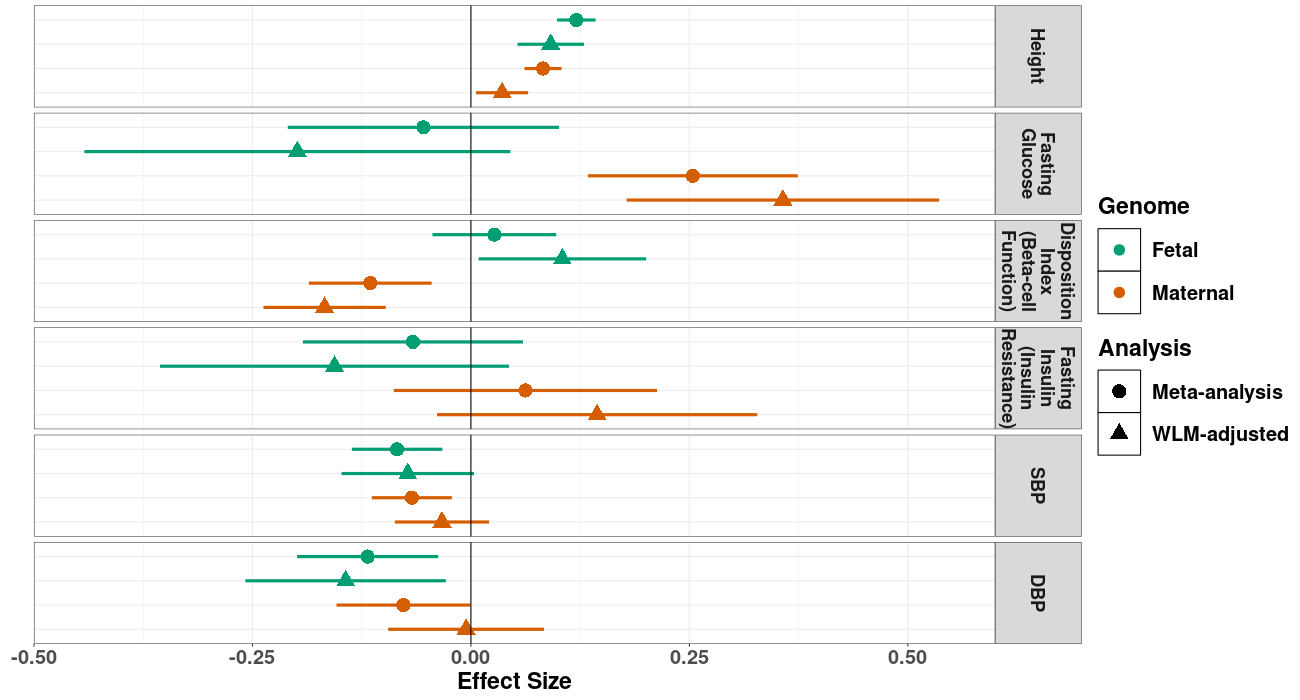 Height
Fasting
Glucose
Disposition
Index
(Beta-cell
Function)
Fasting
Insulin
(Insulin
Resistance)
SBP
DBP
-0.50
-0.25
0.00
0.25
0.50
Effect Size
Genome
Fetal
Maternal
Analysis
Meta-analysis
WLM-adjusted